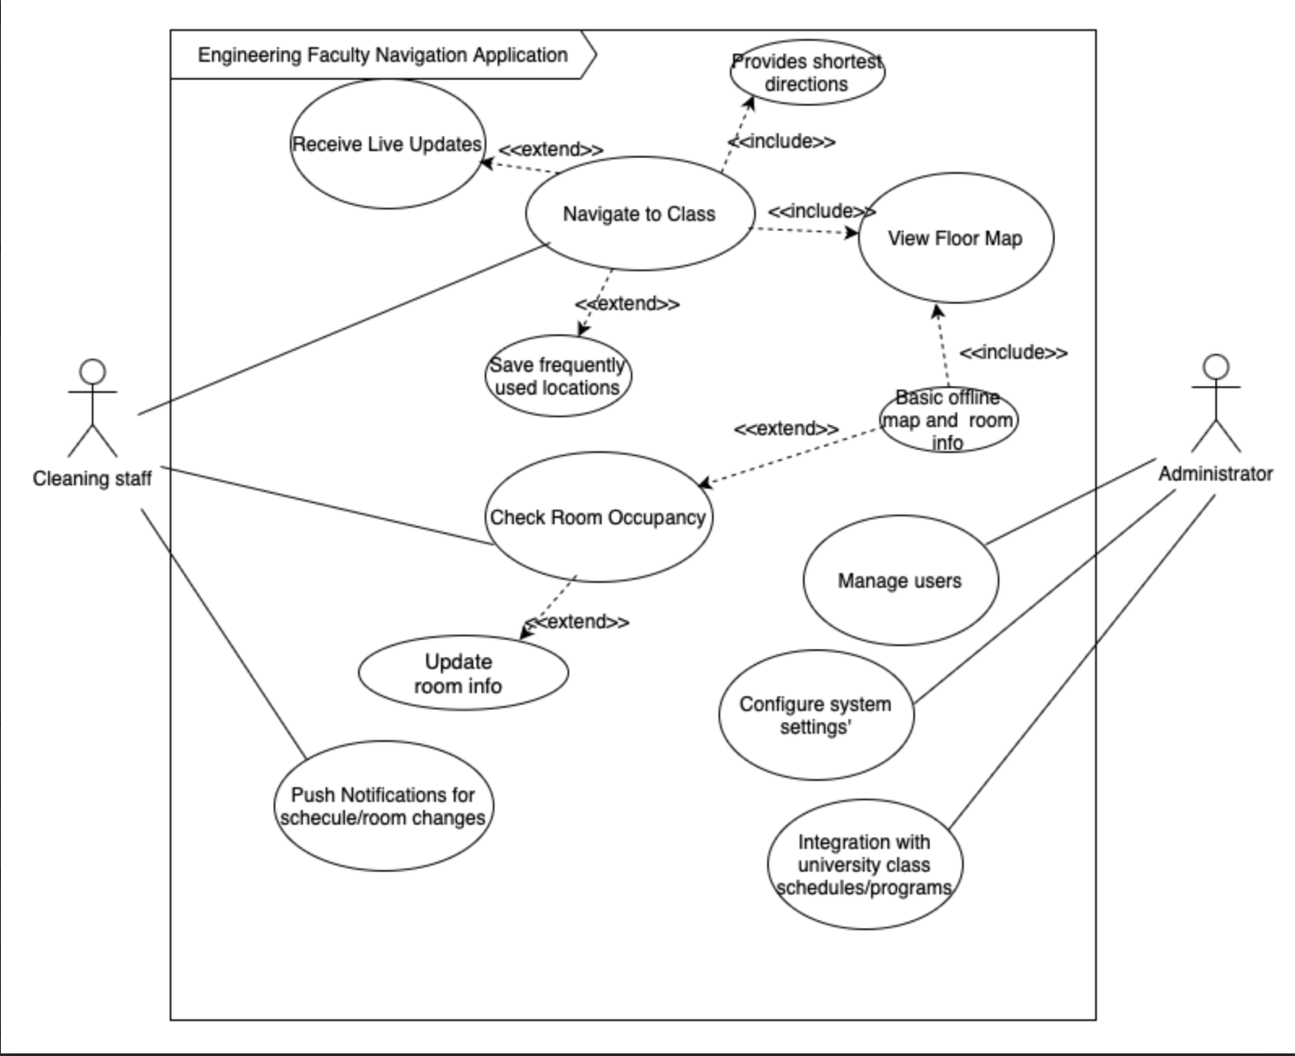 Engineering Faculty Navigation Application
Provides shortest
directions
Receive Live Updates
<<extend>>
<<include>>
Navigate to Class
<<include>>
View Floor Map
<<extend>>
<<include>>
Save frequently
used locations
Basic offline
map and room
info
<<extend>>
Cleaning staff
Administrator
Check Room Occupancy
Manage users
<<extend>>
Update
room info
Configure system
settings'
Push Notifications for
schecule/room changes
Integration with
university class
schedules/programs